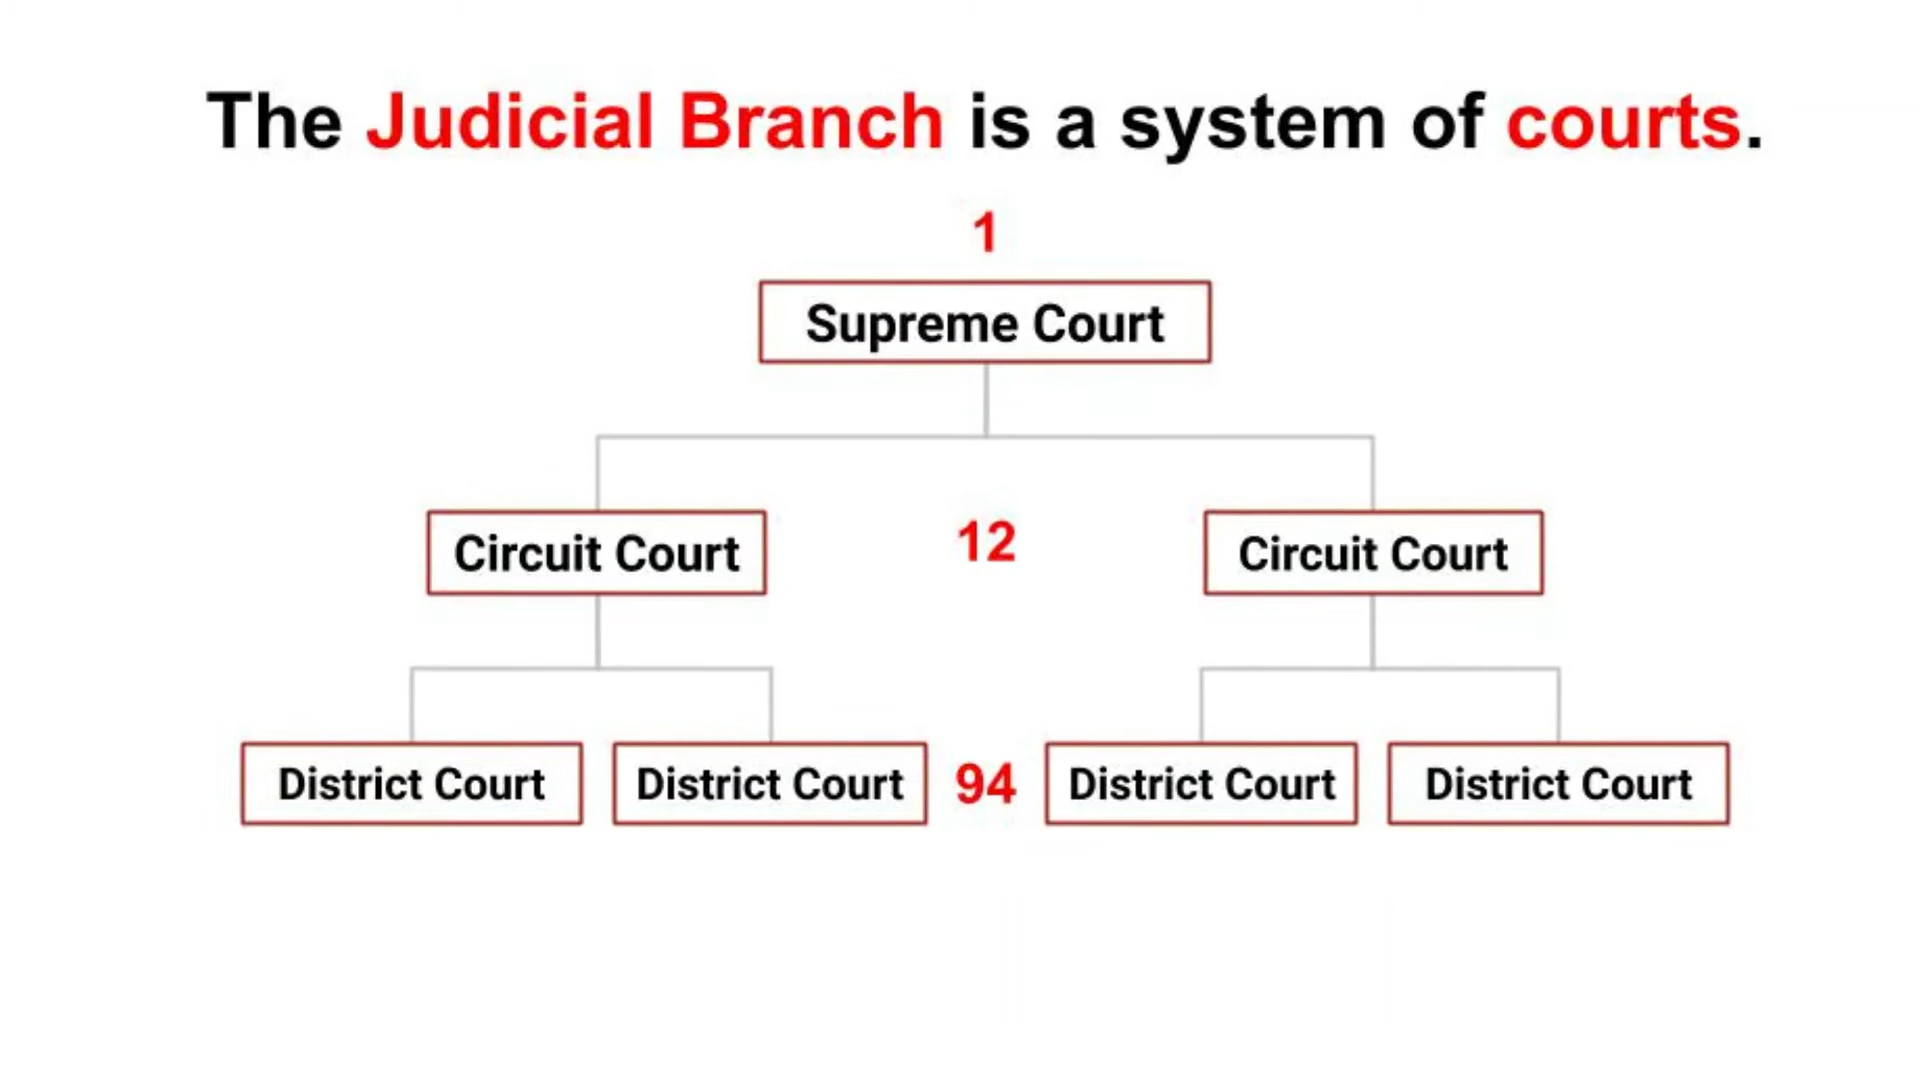 The Judicial Branch is a system of courts.
1
Supreme Court
Circuit Court 12 Circuit Court
District Court District Court 94 District Court District Court